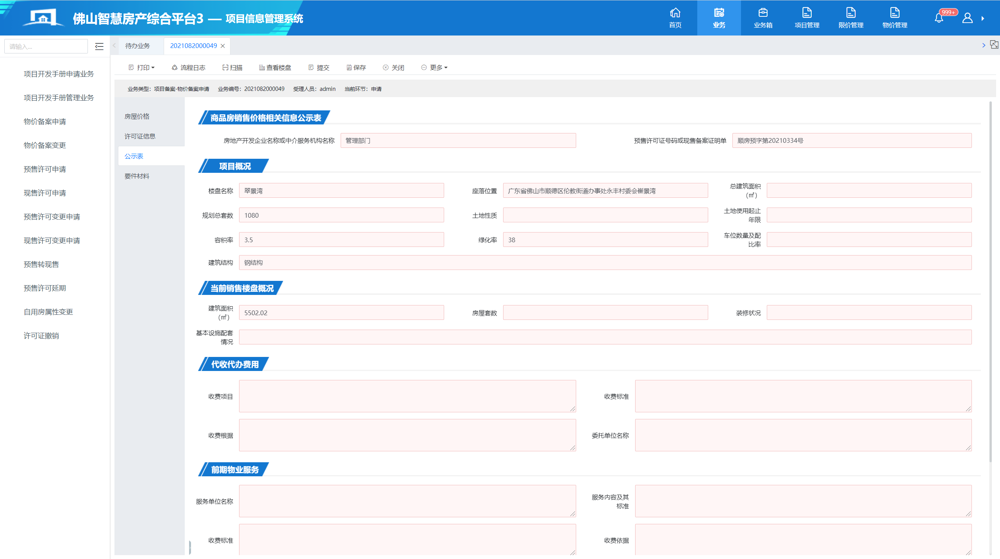 佛山智慧房产综合平台3 — 项目信息管理系统
首页
业务
业务箱
项目管理
限价管理
物价管理
999+
请输入...
待办业务
2021082000049
打印
流程日志
扫描
查看楼盘
提交
保存
关闭
更多
业务类型：项目备案-物价备案申请 业务编号：2021082000049 受理人员：admin 当前环节：申请
项目开发手册申请业务
项目开发手册管理业务
物价备案申请
物价备案变更
预售许可申请
现售许可申请
预售许可变更申请
现售许可变更申请
预售转现售
预售许可延期
自用房属性变更
许可证撤销
房屋价格
许可证信息
公示表
要件材料
商品房销售价格相关信息公示表
房地产开发企业名称或中介服务机构名称 管理部门
预售许可证号码或现售备案证明单 顺房预字第20210334号
项目概况
楼盘名称 翠景湾
座落位置 广东省佛山市顺德区伦教街道办事处永丰村委会崔景湾
总建筑面积
(㎡)
规划总套数 1080
土地性质
土地使用起止
年限
容积率 3.5
绿化率 38
车位数量及配
比率
建筑结构 钢结构
当前销售楼盘概况
建筑面积
(㎡)
5502.02
房屋套数
装修状况
基本设施配套
情况
代收代办费用
收费项目
收费标准
收费根据
委托单位名称
前期物业服务
服务单位名称
服务内容及其
标准
收费标准
收费依据